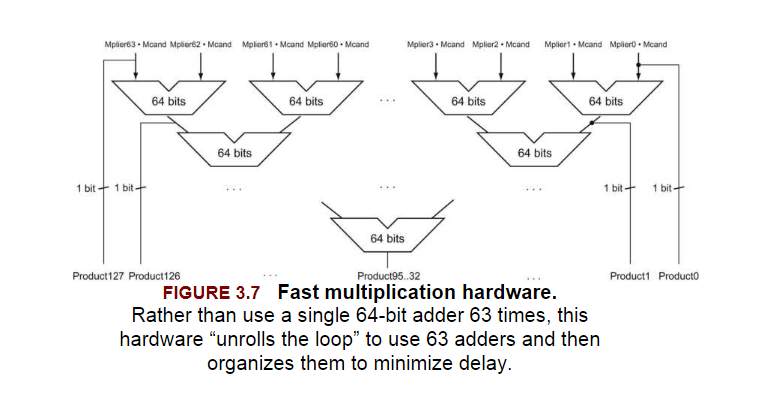 Mplier63 • Mcand Mplier62 • Mcand Mplier61 • Mcand Mplier60 • Mcand Mplier3 • Mcand Mplier2 • Mcand Mplier1 • Mcand Mplier0 • Mcand
64 bits 64 bits . . . 64 bits 64 bits
64 bits 64 bits
1 bit 1 bit . . . . . . . . . 1 bit 1 bit
64 bits
Product127 Product126 . . . Product95..32 . . . Product1 Product0
FIGURE 3.7 Fast multiplication hardware.
Rather than use a single 64-bit adder 63 times, this
hardware “unrolls the loop” to use 63 adders and then
organizes them to minimize delay.